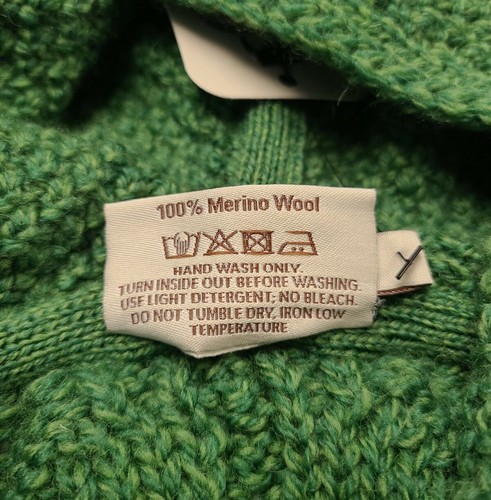 100% Merino Wool
HAND WASH ONLY.
TURN INSIDE OUT BEFORE WASHING.
USE LIGHT DETERGENT; NO BLEACH.
DO NOT TUMBLE DRY, IRON LOW
TEMPERATURE